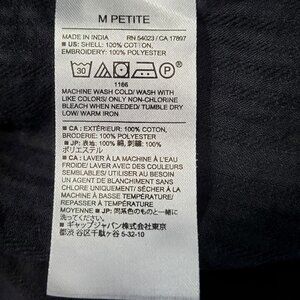 M PETITE
MADE IN INDIA RN 54023 / CA 17897
■ US: SHELL: 100% COTTON,
EMBROIDERY: 100% POLYESTER
30 P
1166
MACHINE WASH COLD/ WASH WITH
LIKE COLORS/ ONLY NON-CHLORINE
BLEACH WHEN NEEDED/ TUMBLE DRY
LOW/ WARM IRON
■ CA : EXTÉRIEUR: 100% COTON,
BRODERIE: 100% POLYESTER
■ JP: 表地: 100% 綿, 刺繍: 100%
ポリエステル
■ CA : LAVER À LA MACHINE À L'EAU
FROIDE/ LAVER AVEC DES COULEURS
SEMBLABLES/ UTILISER AU BESOIN
UN AGENT DE BLANCHIMENT SANS
CHLORE UNIQUEMENT/ SÉCHER À LA
MACHINE À BASSE TEMPÉRATURE/
REPASSER À TEMPÉRATURE
MOYENNE ■ JP: 同系色のものと一緒に
洗ってください。
■ ギャップジャパン株式会社東京
都渋谷区千駄ヶ谷 5-32-10